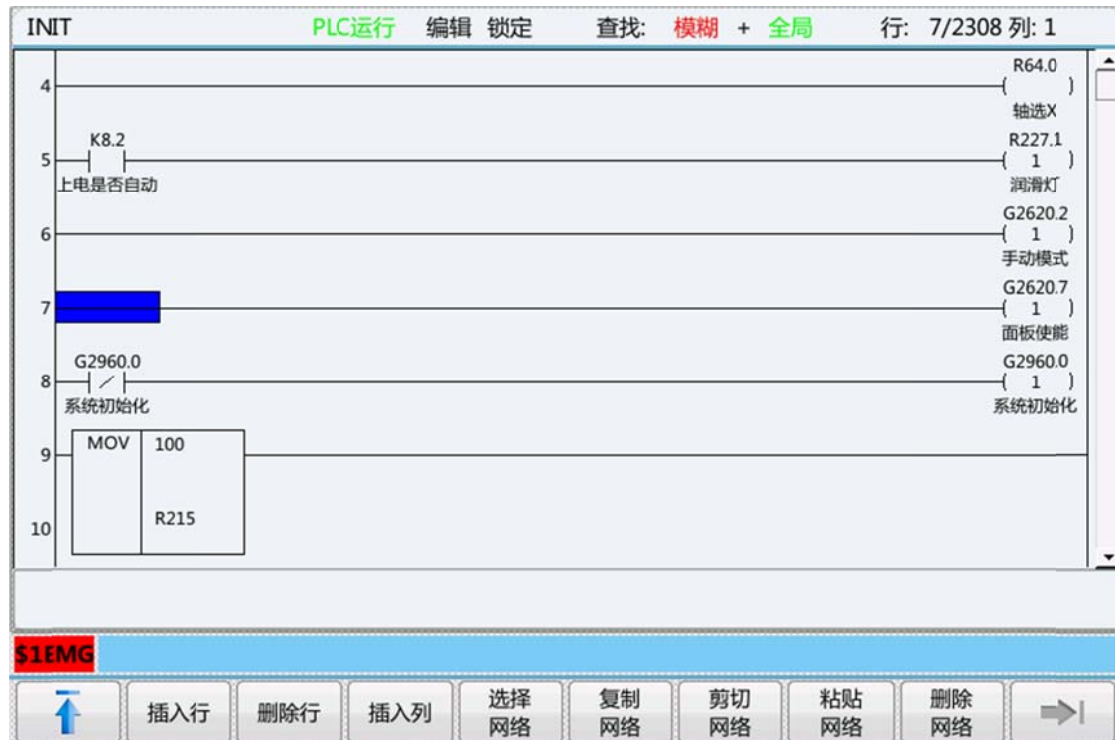 INIT PLC运行 编辑 锁定 查找: 模糊 + 全局 行: 7/2308 列: 1
R64.0
4 ( )
轴选X
K8.2 R227.1
5 ( 1 )
上电是否自动 润滑灯
G2620.2
6 ( 1 )
手动模式
G2620.7
7 ( 1 )
面板使能
G2960.0 G2960.0
8 ( 1 )
系统初始化 系统初始化
9 MOV 100
10 R215
$1EMG
插入行 删除行 插入列 选择网络 复制网络 剪切网络 粘贴网络 删除网络